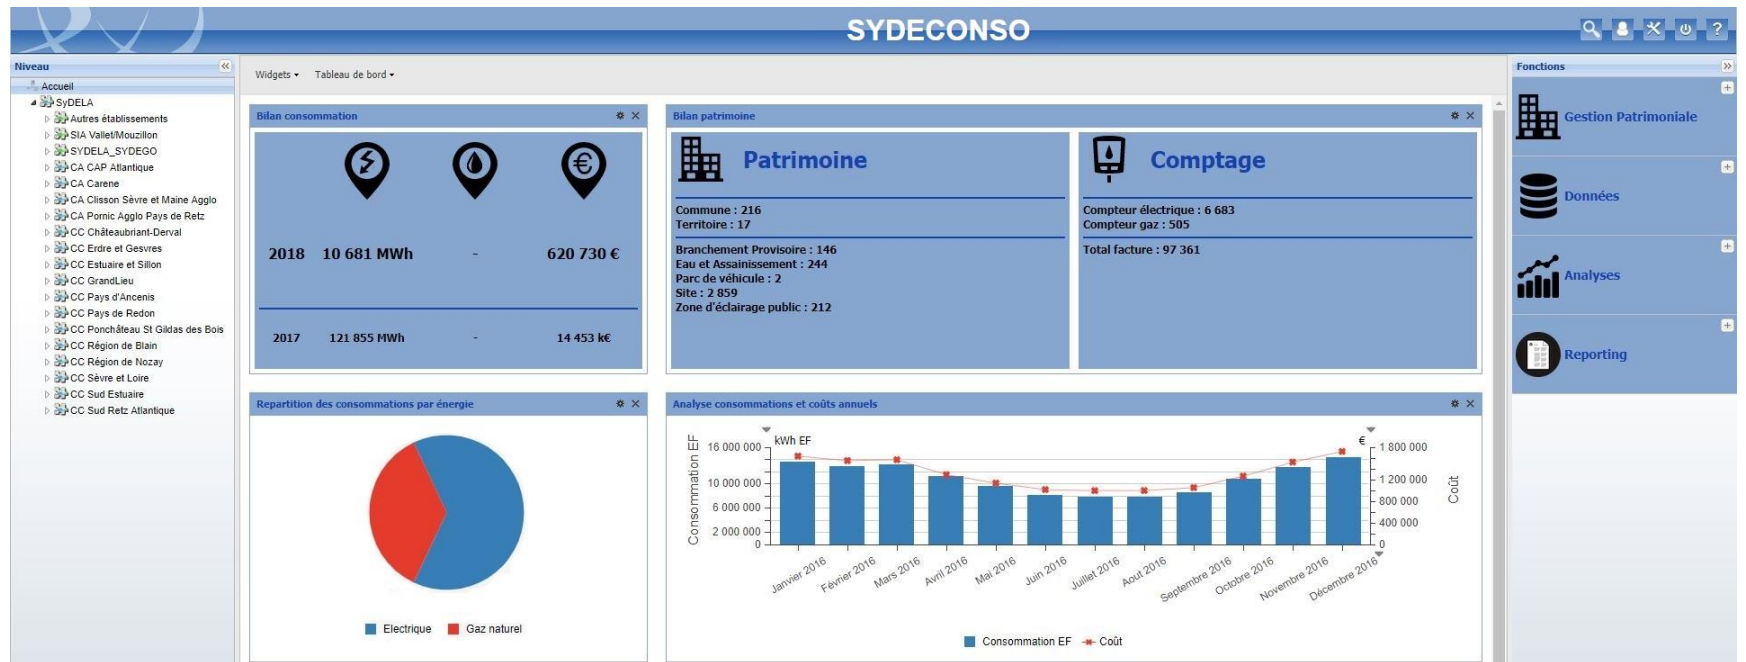 SYDECONSO
?
Niveau
Accueil
SyDELA
Autres établissements
SIA Vallet/Mouzillon
SYDELA_SYDEGO
CA CAP Atlantique
CA Carene
CA Clisson Sèvre et Maine Agglo
CA Pornic Agglo Pays de Retz
CC Châteaubriant-Derval
CC Erdre et Gesvres
CC Estuaire et Sillon
CC GrandLieu
CC Pays d'Ancenis
CC Pays de Redon
CC Ponchâteau St Gildas des Bois
CC Région de Blain
CC Région de Nozay
CC Sèvre et Loire
CC Sud Estuaire
CC Sud Retz Atlantique
Widgets
Tableau de bord
Bilan consommation
€
2018 10 681 MWh - 620 730 €
2017 121 855 MWh - 14 453 k€
Bilan patrimoine
Patrimoine
Commune : 216
Territoire : 17
Branchement Provisoire : 146
Eau et Assainissement : 244
Parc de véhicule : 2
Site : 2 859
Zone d'éclairage public : 212
Comptage
Compteur électrique : 6 683
Compteur gaz : 505
Total facture : 97 361
Repartition des consommations par énergie
Electrique
Gaz naturel
Analyse consommations et coûts annuels
Consommation EF
kWh EF
16 000 000
10 000 000
6 000 000
2 000 000
0
€
1 800 000
1 200 000
800 000
400 000
0
Coût
Janvier 2016
Février 2016
Mars 2016
Avril 2016
Mai 2016
Juin 2016
Juillet 2016
Aout 2016
Septembre 2016
Octobre 2016
Novembre 2016
Décembre 2016
Consommation EF
Coût
Fonctions
Gestion Patrimoniale
Données
Analyses
Reporting